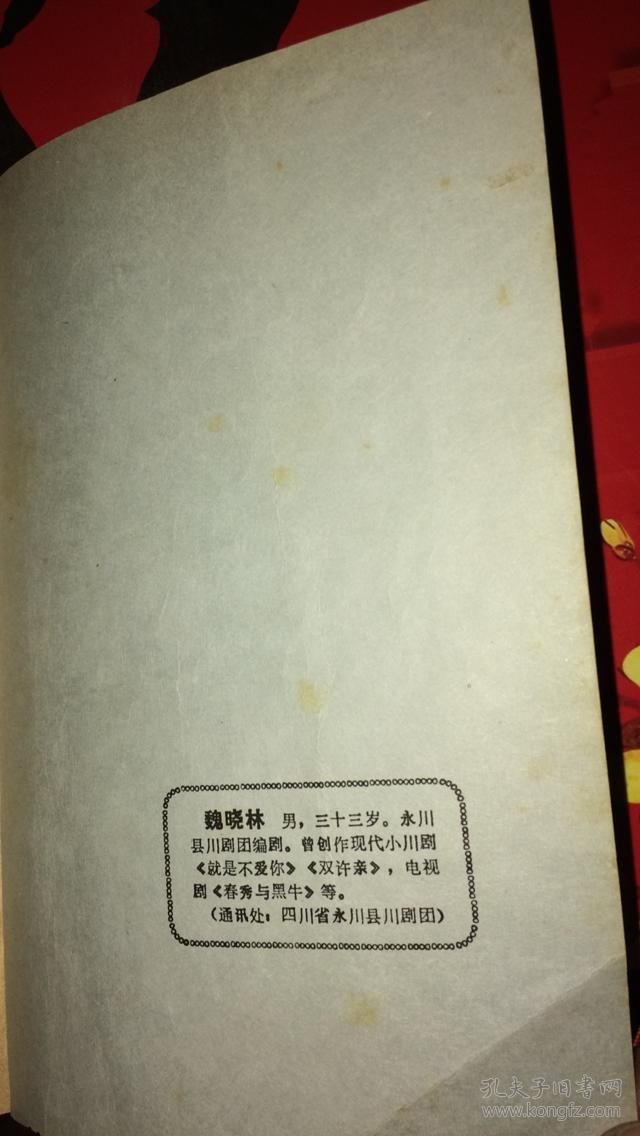 魏晓林 男，三十三岁。永川
县川剧团编剧。曾创作现代小川剧
《就是不爱你》《双许亲》，电视
剧《春秀与黑牛》等。
（通讯处：四川省永川县川剧团）
孔夫子旧书网
www.kongfz.com